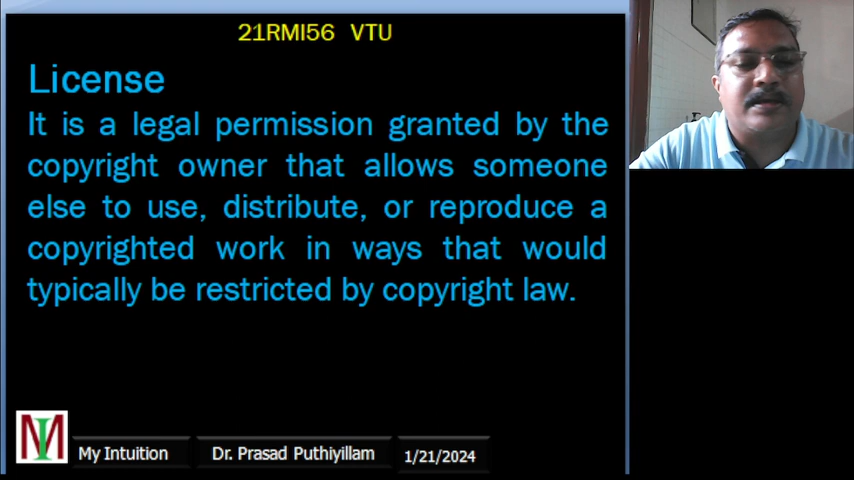 21RMI56 VTU
License
It is a legal permission granted by the
copyright owner that allows someone
else to use, distribute, or reproduce a
copyrighted work in ways that would
typically be restricted by copyright law.
MI
My Intuition
Dr. Prasad Puthiyillam
1/21/2024